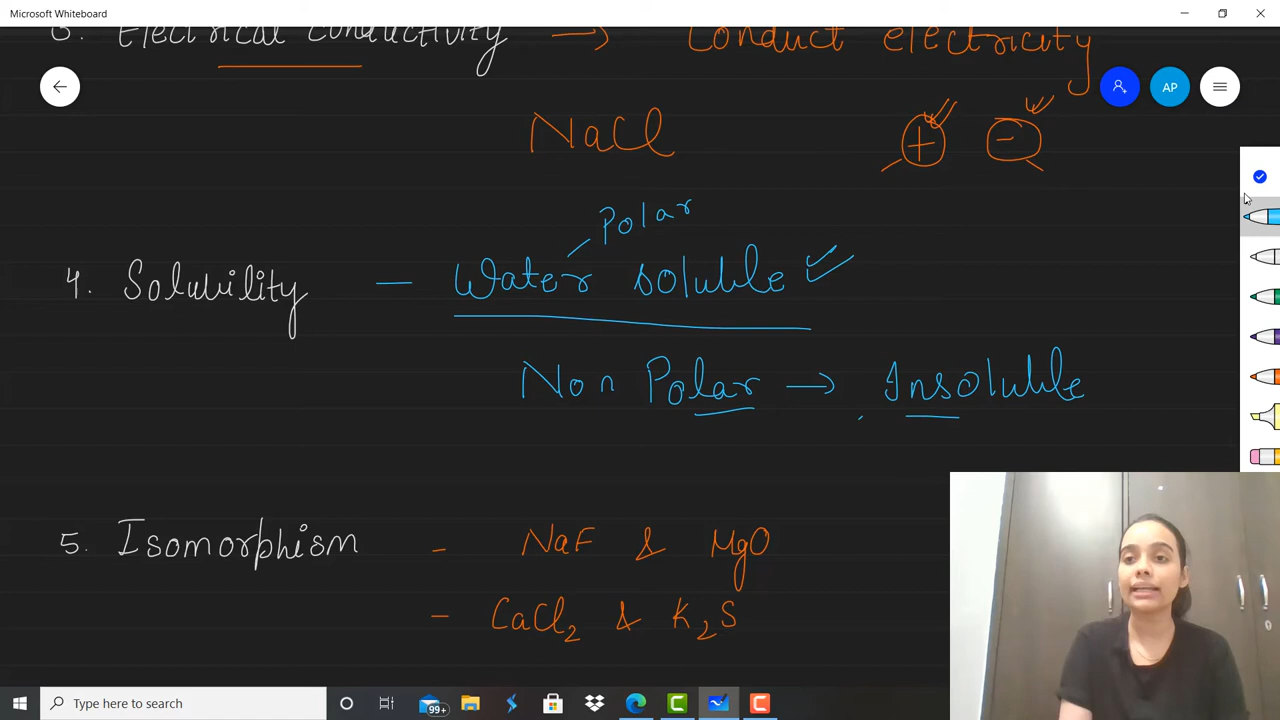 Microsoft Whiteboard
3. Electrical conductivity → Conduct electricity
AP
NaCl + -
Polar
4. Solubility - Water soluble
Non Polar → Insoluble
5. Isomorphism - NaF & MgO
- CaCl2 & K2S
Type here to search
99+